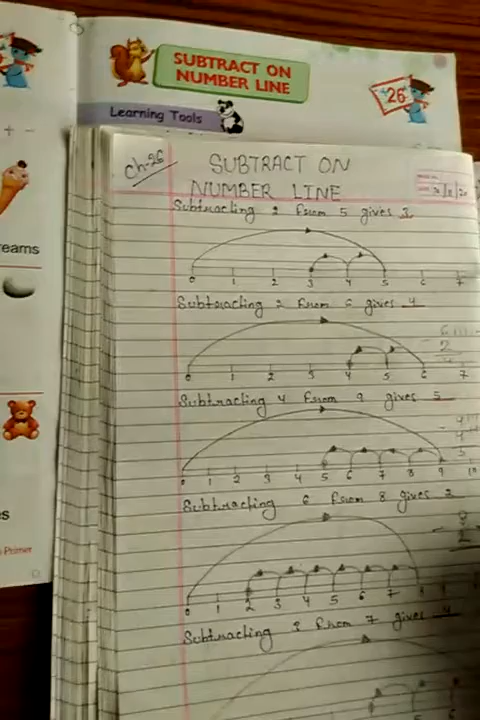 SUBTRACT ON
NUMBER LINE
26
Learning Tools
+ -
eams
s
Primer
Ch-26
SUBTRACT ON
NUMBER LINE
Subtracting 2 from 5 gives 3
0 1 2 3 4 5 6 7
Subtracting 2 from 6 gives 4
0 1 2 3 4 5 6 7
Subtracting 4 from 9 gives 5
0 1 2 3 4 5 6 7 8 9 10
Subtracting 6 from 8 gives 2
0 1 2 3 4 5 6 7 8
Subtracting 3 from 7 gives 4